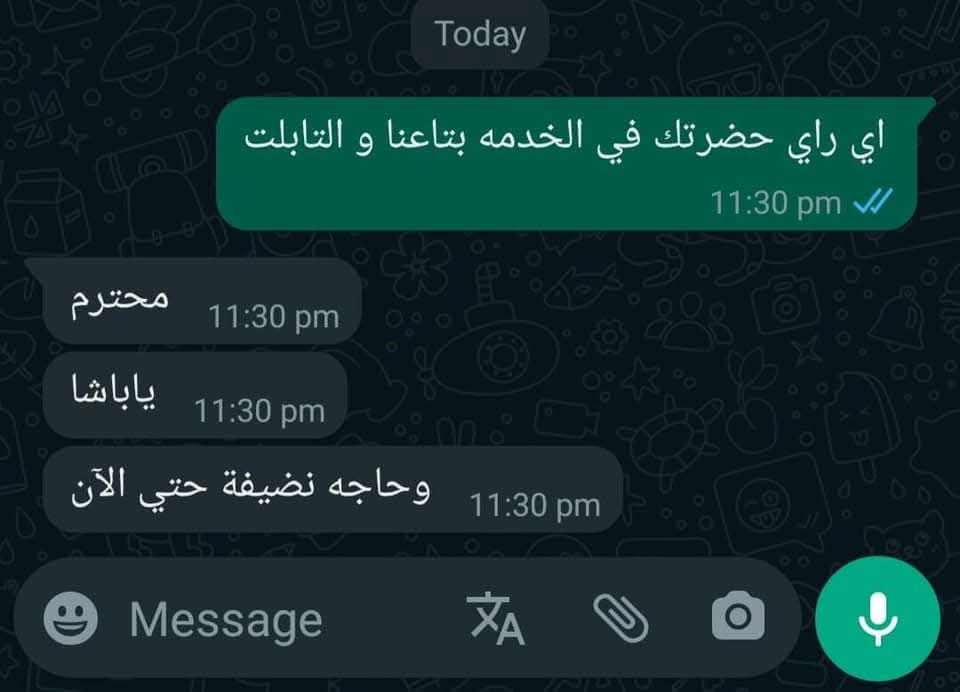 Today
اي راي حضرتك في الخدمه بتاعنا و التابلت
11:30 pm
محترم
11:30 pm
ياباشا
11:30 pm
وحاجه نضيفة حتي الآن
11:30 pm
Message